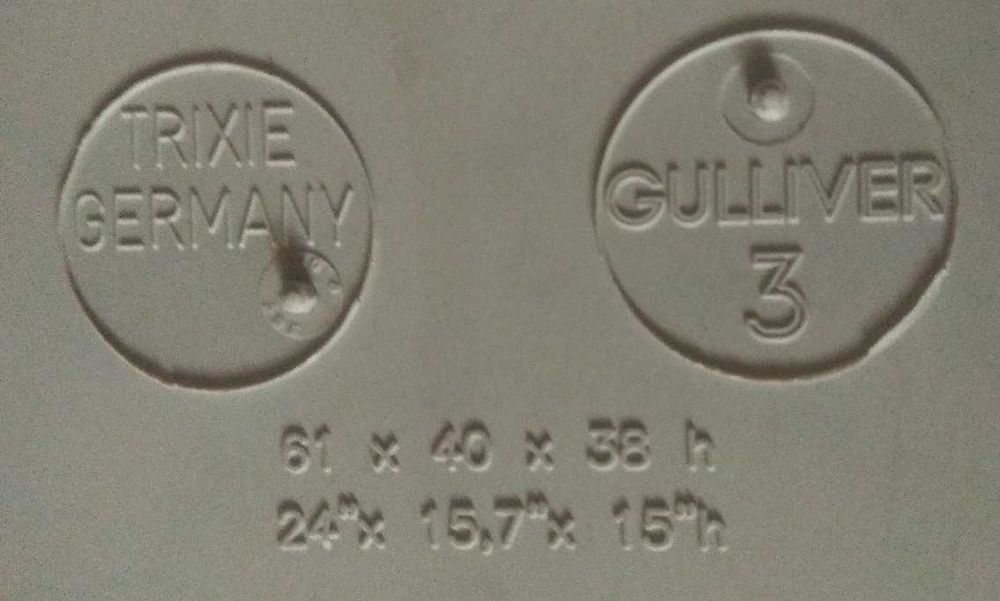 TRIXIE
GERMANY
GULLIVER
3
61 x 40 x 38 h
24"x 15,7"x 15"h